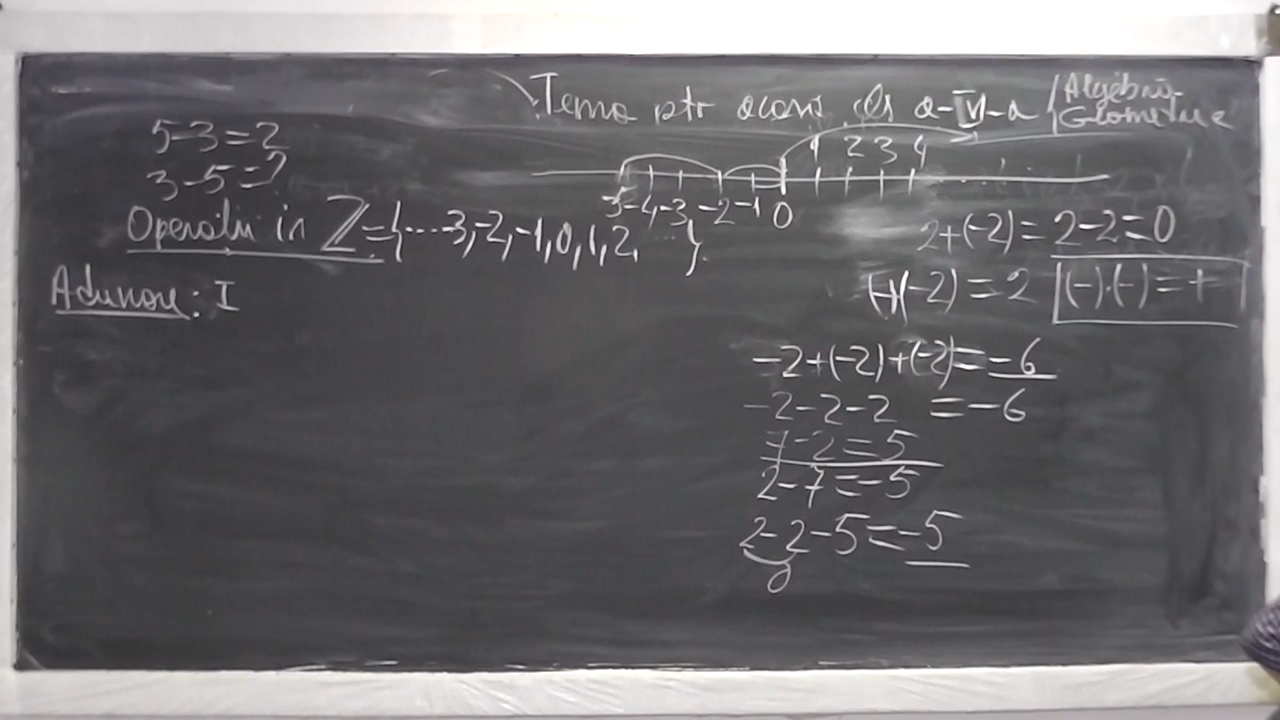 Tema ptr acasă cls a-VI-a / Algebră
Geometrie
5-3=2
3-5=?
1 2 3 4
-5 -4 -3 -2 -1 0
Operații în ℤ={...-3,-2,-1,0,1,2,...}
2+(-2)=2-2=0
Adunare: I
(-)(-2)=2 (-).(-)=+
-2+(-2)+(-2)=-6
-2-2-2 =-6
7-2=5
2-7=-5
2-2-5=-5
0